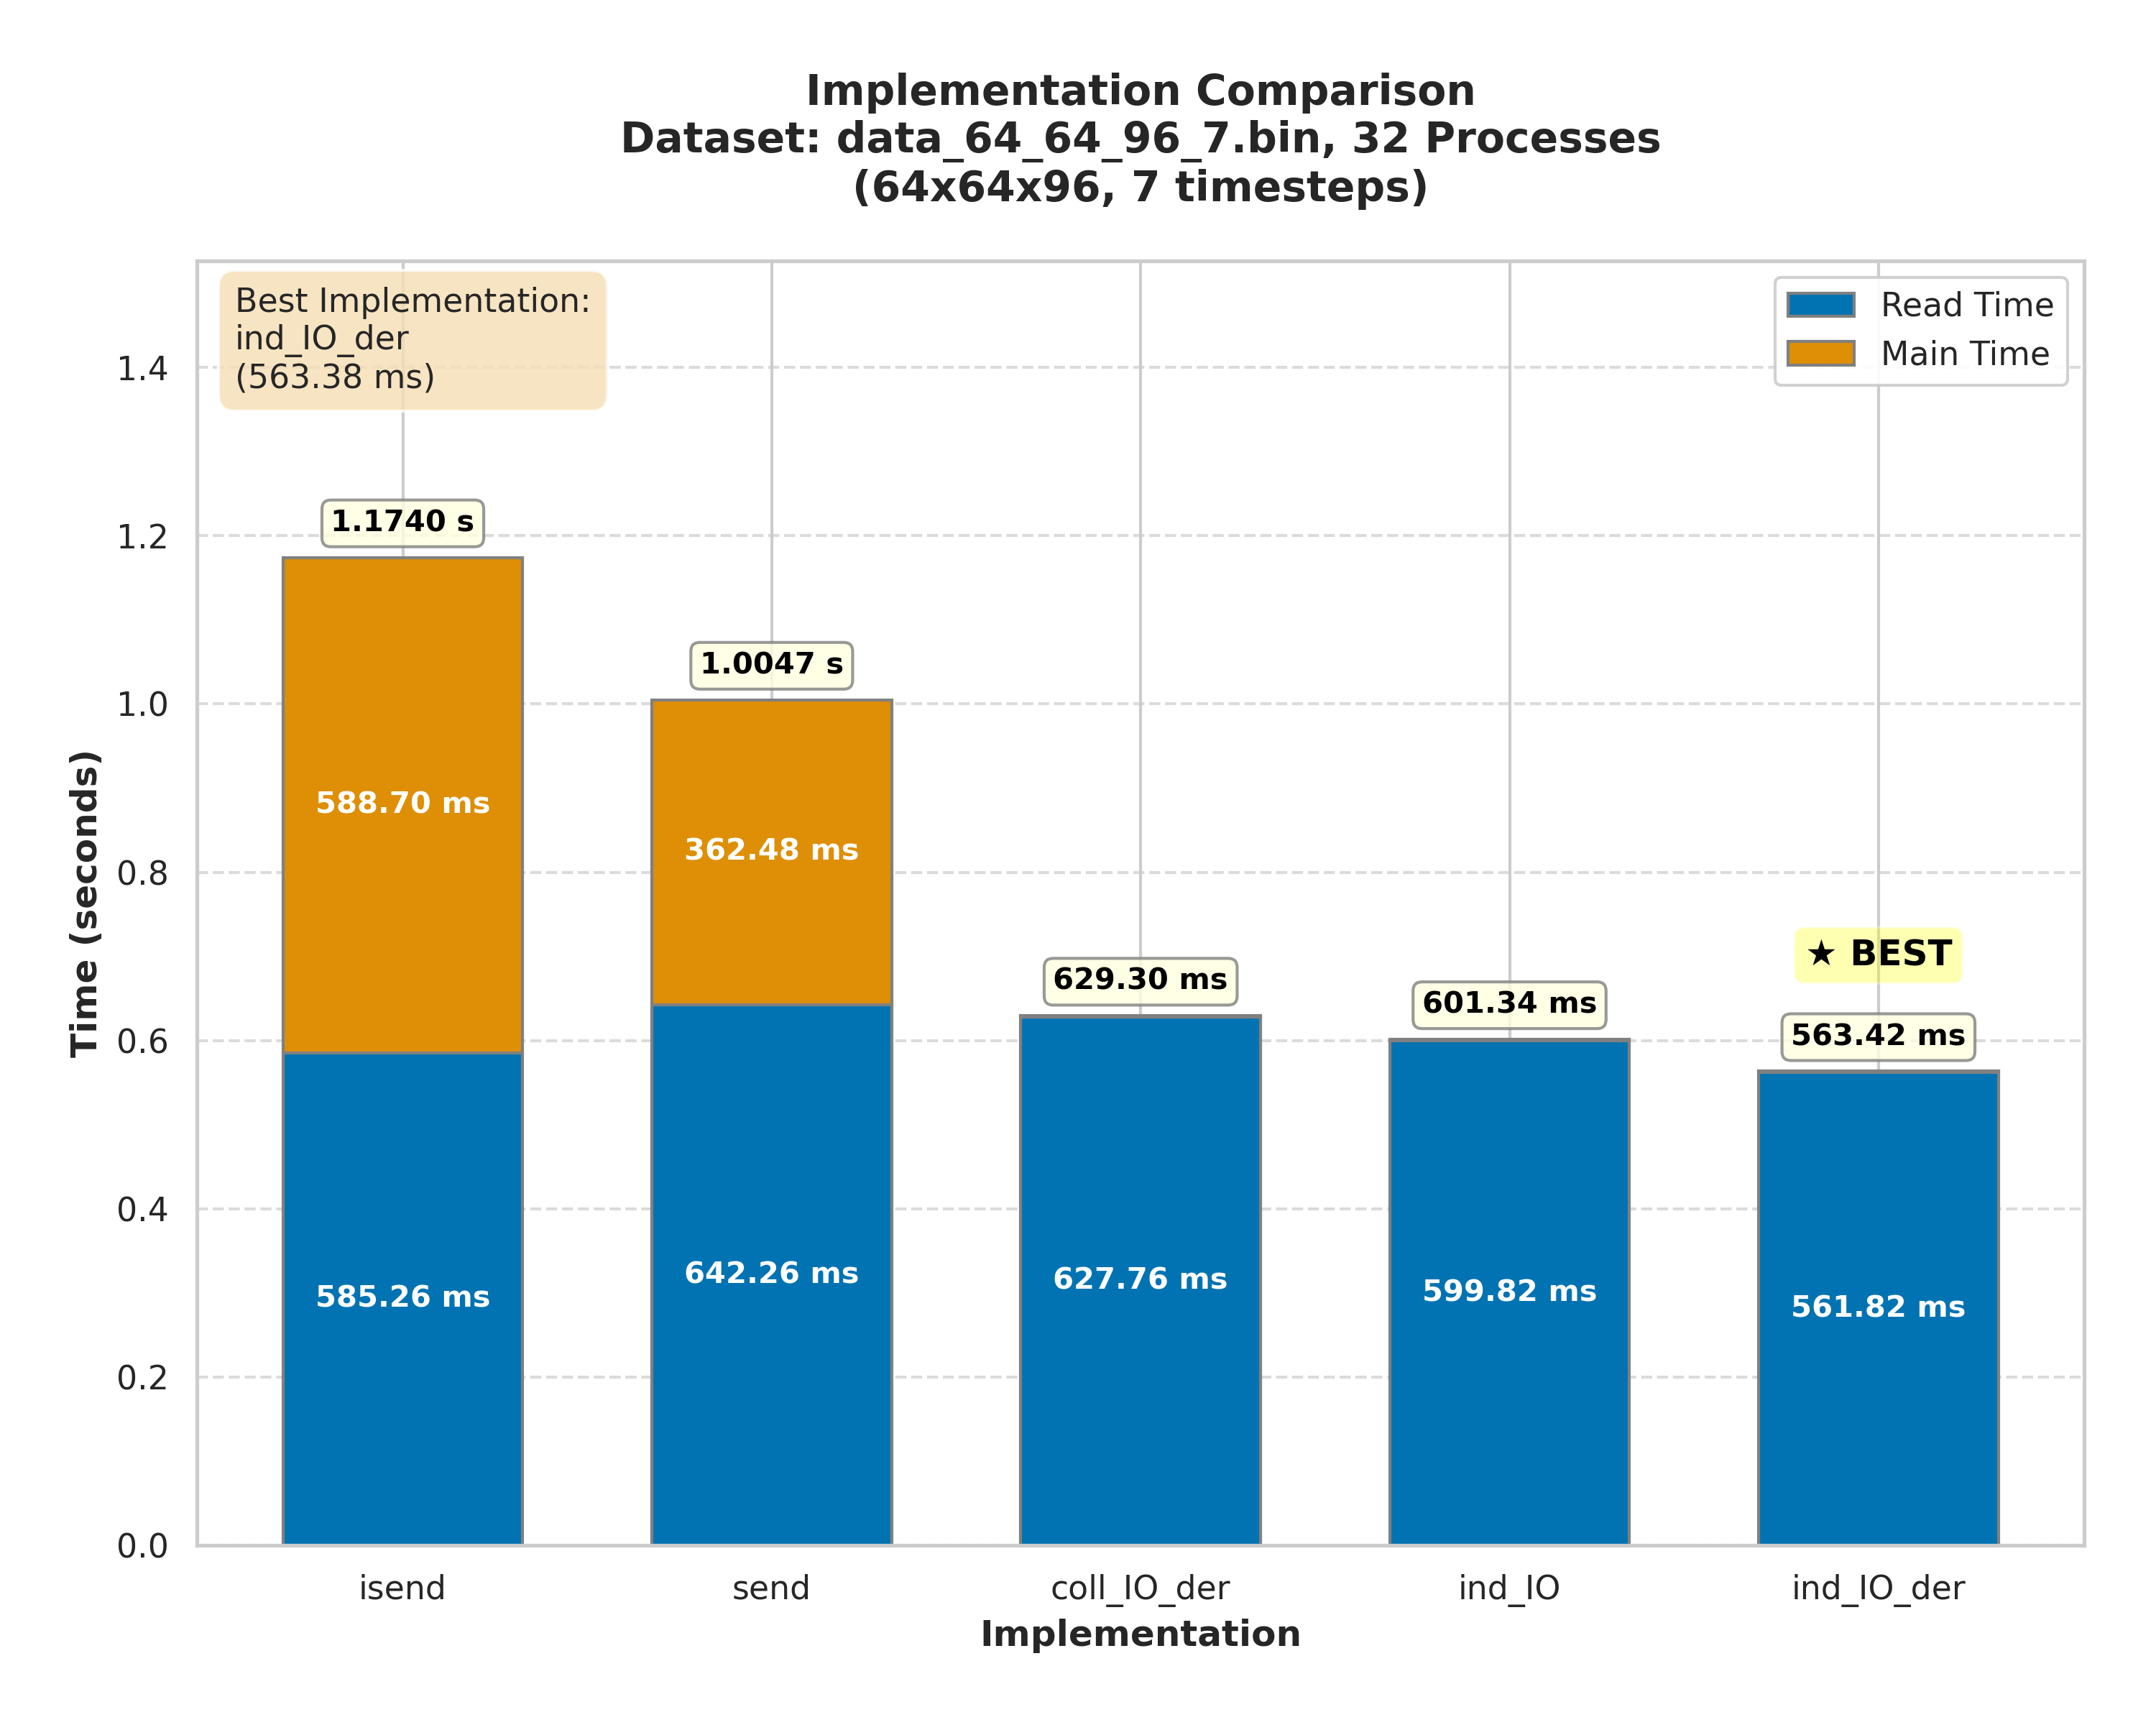 Implementation Comparison
Dataset: data_64_64_96_7.bin, 32 Processes
(64x64x96, 7 timesteps)
Best Implementation:
ind_IO_der
(563.38 ms)
Read Time
Main Time
Time (seconds)
1.4
1.2
1.0
0.8
0.6
0.4
0.2
0.0
1.1740 s
588.70 ms
585.26 ms
1.0047 s
362.48 ms
642.26 ms
629.30 ms
627.76 ms
601.34 ms
599.82 ms
★ BEST
563.42 ms
561.82 ms
isend
send
coll_IO_der
ind_IO
ind_IO_der
Implementation